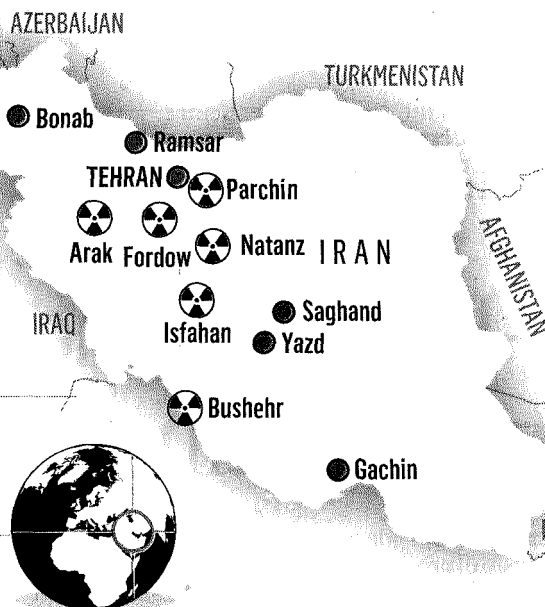 AZERBAIJAN
TURKMENISTAN
Bonab
Ramsar
TEHRAN
Parchin
Arak
Fordow
Natanz
IRAN
AFGHANISTAN
Isfahan
Saghand
IRAQ
Yazd
Bushehr
Gachin